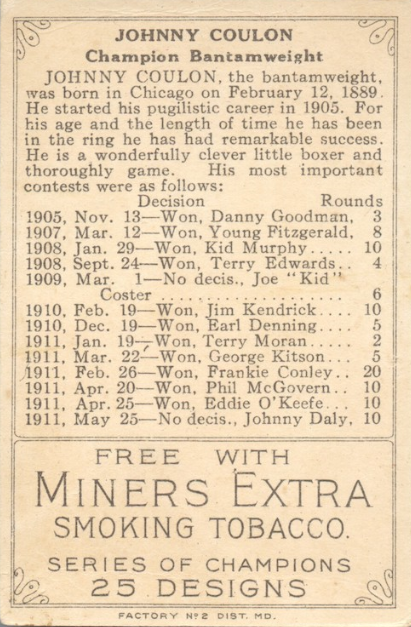 JOHNNY COULON
Champion Bantamweight
JOHNNY COULON, the bantamweight,
was born in Chicago on February 12, 1889.
He started his pugilistic career in 1905. For
his age and the length of time he has been
in the ring he has had remarkable success.
He is a wonderfully clever little boxer and
thoroughly game. His most important
contests were as follows:
Decision Rounds
1905, Nov. 13—Won, Danny Goodman, 3
1907, Mar. 12—Won, Young Fitzgerald, 8
1908, Jan. 29—Won, Kid Murphy..... 10
1908, Sept. 24—Won, Terry Edwards.. 4
1909, Mar. 1—No decis., Joe "Kid"
Coster ..................... 6
1910, Feb. 19—Won, Jim Kendrick.... 10
1910, Dec. 19—Won, Earl Denning.... 5
1911, Jan. 19—Won, Terry Moran..... 2
1911, Mar. 22—Won, George Kitson... 5
1911, Feb. 26—Won, Frankie Conley.. 20
1911, Apr. 20—Won, Phil McGovern.. 10
1911, Apr. 25—Won, Eddie O'Keefe... 10
1911, May 25—No decis., Johnny Daly, 10
FREE WITH
MINERS EXTRA
SMOKING TOBACCO.
SERIES OF CHAMPIONS
25 DESIGNS
FACTORY Nº 2 DIST. MD.